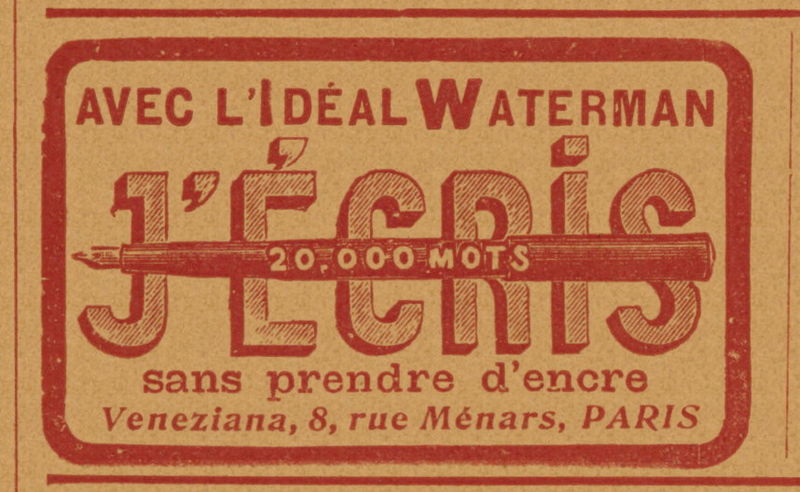 AVEC L'IDÉAL WATERMAN
J'ÉCRIS
20.000 MOTS
sans prendre d'encre
Veneziana, 8, rue Ménars, PARIS